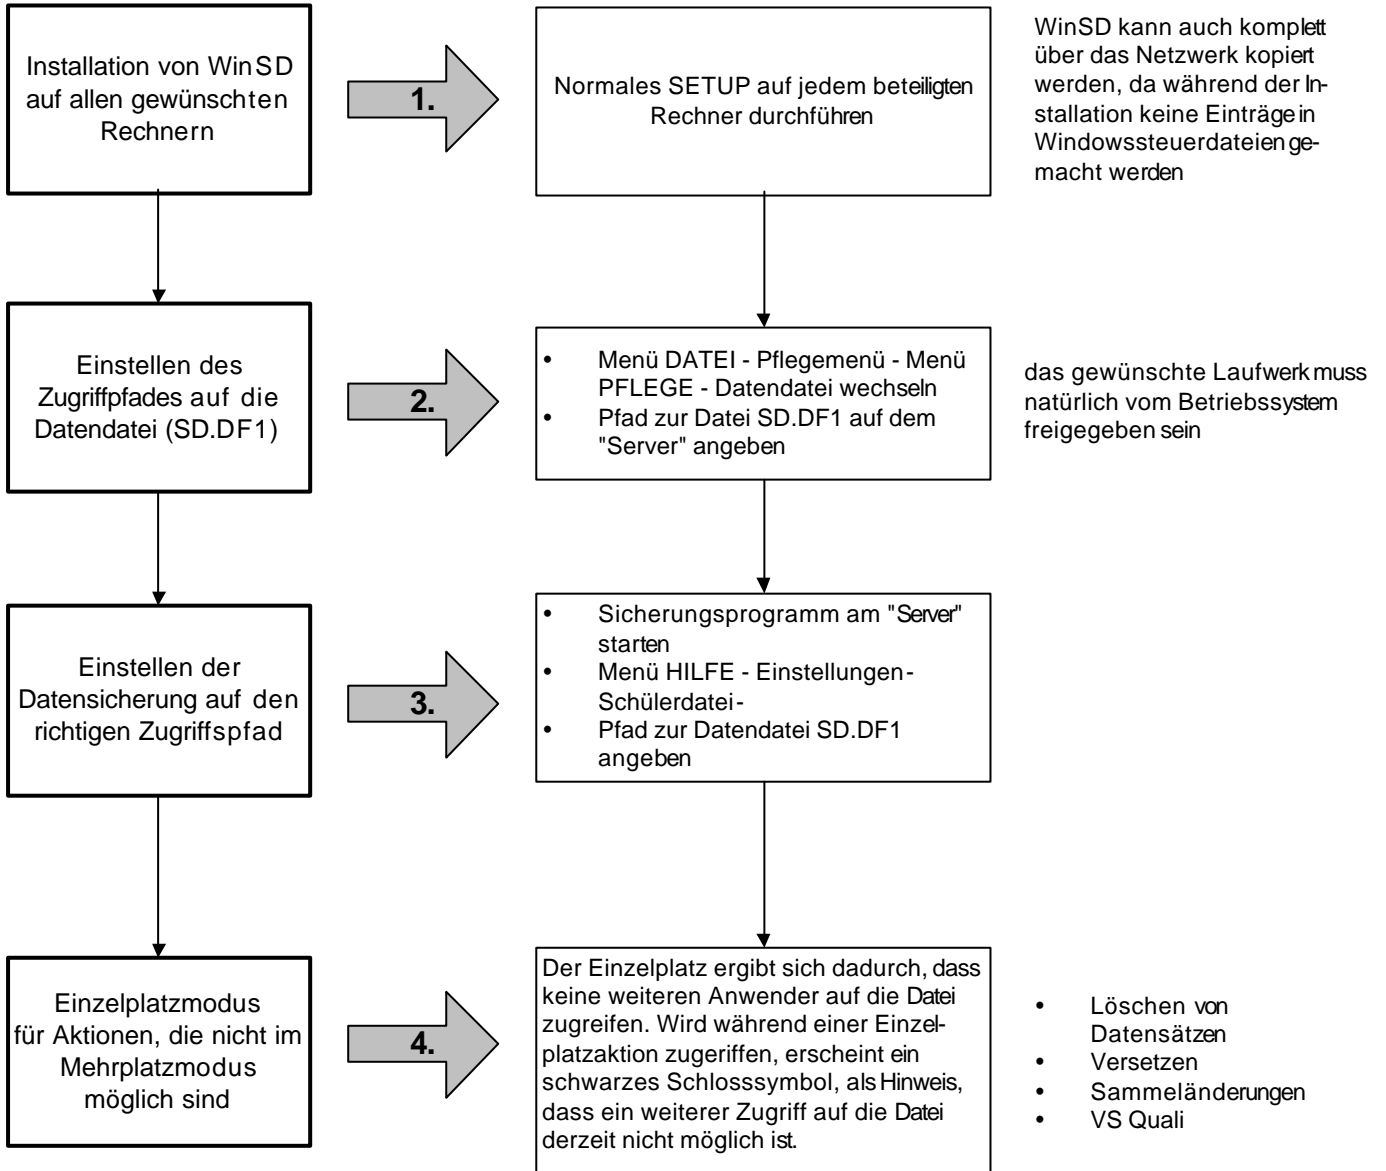 Installation von WinSD
auf allen gewünschten
Rechnern
1.
Normales SETUP auf jedem beteiligten
Rechner durchführen
WinSD kann auch komplett
über das Netzwerk kopiert
werden, da während der In-
stallation keine Einträge in
Windowssteuerdateien ge-
macht werden
Einstellen des
Zugriffpfades auf die
Datendatei (SD.DF1)
2.
• Menü DATEI - Pflegemenü - Menü
PFLEGE - Datendatei wechseln
• Pfad zur Datei SD.DF1 auf dem
"Server" angeben
das gewünschte Laufwerk muss
natürlich vom Betriebssystem
freigegeben sein
Einstellen der
Datensicherung auf den
richtigen Zugriffspfad
3.
• Sicherungsprogramm am "Server"
starten
• Menü HILFE - Einstellungen -
Schülerdatei -
• Pfad zur Datendatei SD.DF1
angeben
Einzelplatzmodus
für Aktionen, die nicht im
Mehrplatzmodus
möglich sind
4.
Der Einzelplatz ergibt sich dadurch, dass
keine weiteren Anwender auf die Datei
zugreifen. Wird während einer Einzel-
platzaktion zugeriffen, erscheint ein
schwarzes Schlosssymbol, als Hinweis,
dass ein weiterer Zugriff auf die Datei
derzeit nicht möglich ist.
• Löschen von
Datensätzen
• Versetzen
• Sammeländerungen
• VS Quali